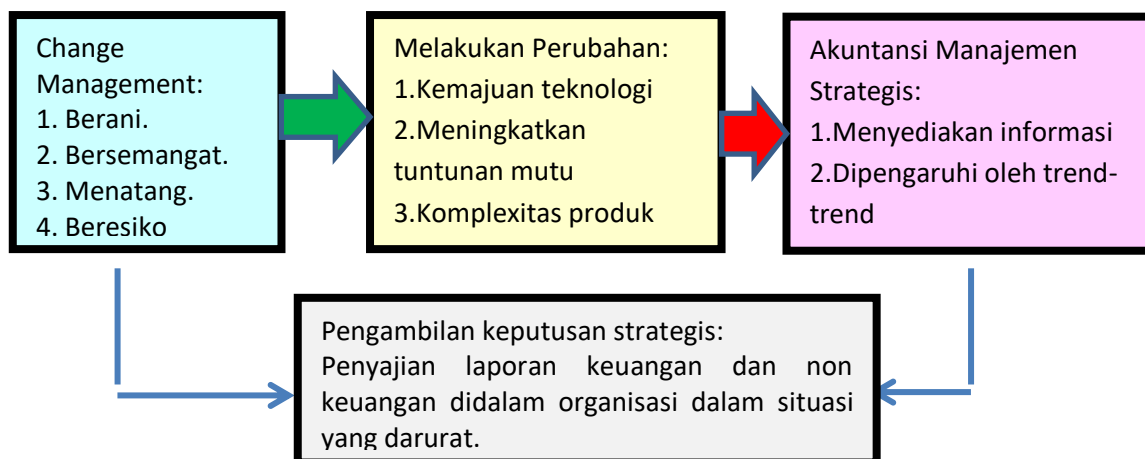 Change
Management:
1. Berani.
2. Bersemangat.
3. Menatang.
4. Beresiko
Melakukan Perubahan:
1.Kemajuan teknologi
2.Meningkatkan
tuntunan mutu
3.Komplexitas produk
Akuntansi Manajemen
Strategis:
1.Menyediakan informasi
2.Dipengaruhi oleh trend-
trend
Pengambilan keputusan strategis:
Penyajian laporan keuangan dan non
keuangan didalam organisasi dalam situasi
yang darurat.